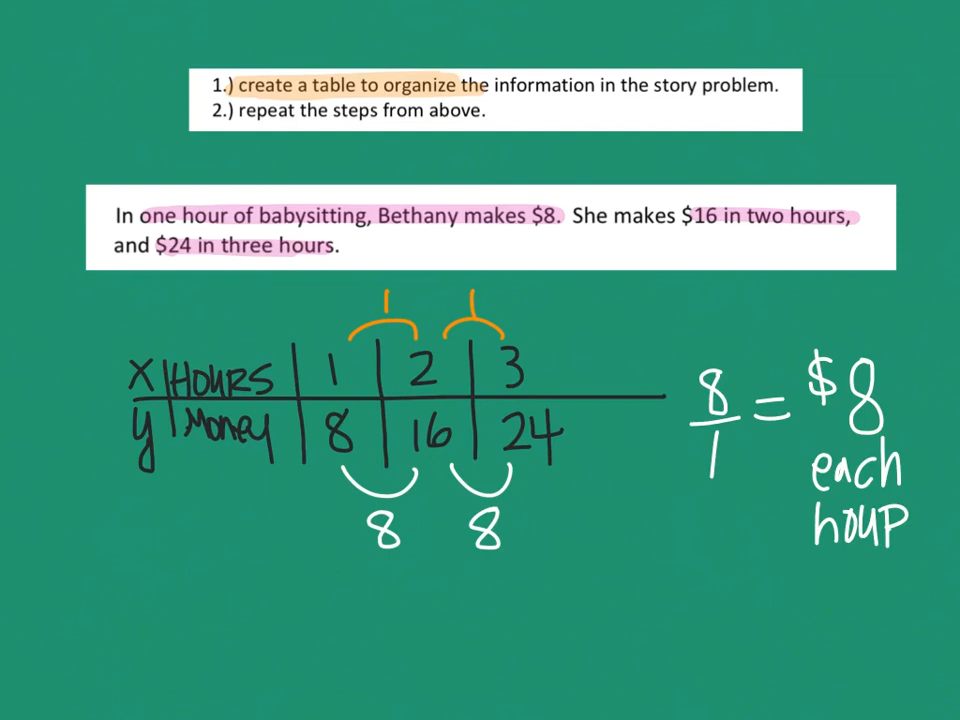 1.) create a table to organize the information in the story problem.
2.) repeat the steps from above.
In one hour of babysitting, Bethany makes $8. She makes $16 in two hours,
and $24 in three hours.
1 1
X HOURS 1 2 3
y Money 8 16 24
8 8
8/1 = $8
each
hour